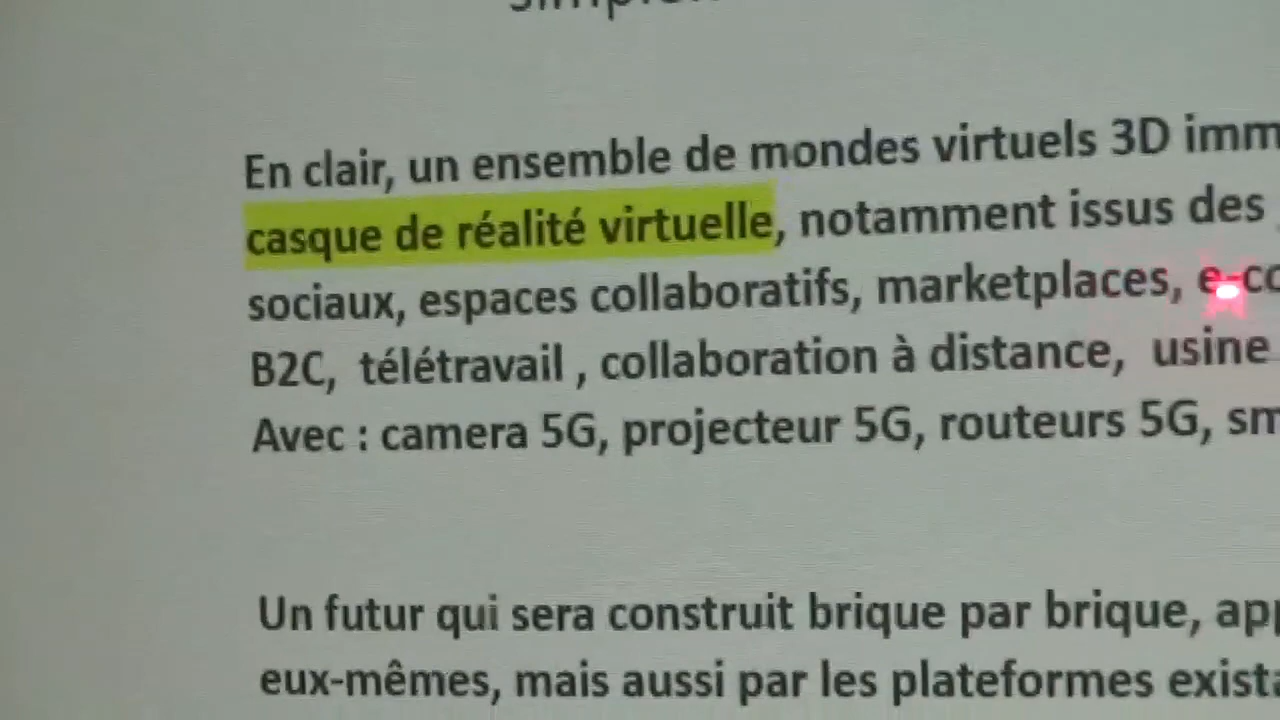 En clair, un ensemble de mondes virtuels 3D
casque de réalité virtuelle, notamment issus des
sociaux, espaces collaboratifs, marketplaces,
B2C, télétravail , collaboration à distance, usine
Avec : camera 5G, projecteur 5G, routeurs 5G,
Un futur qui sera construit brique par brique,
eux-mêmes, mais aussi par les plateformes